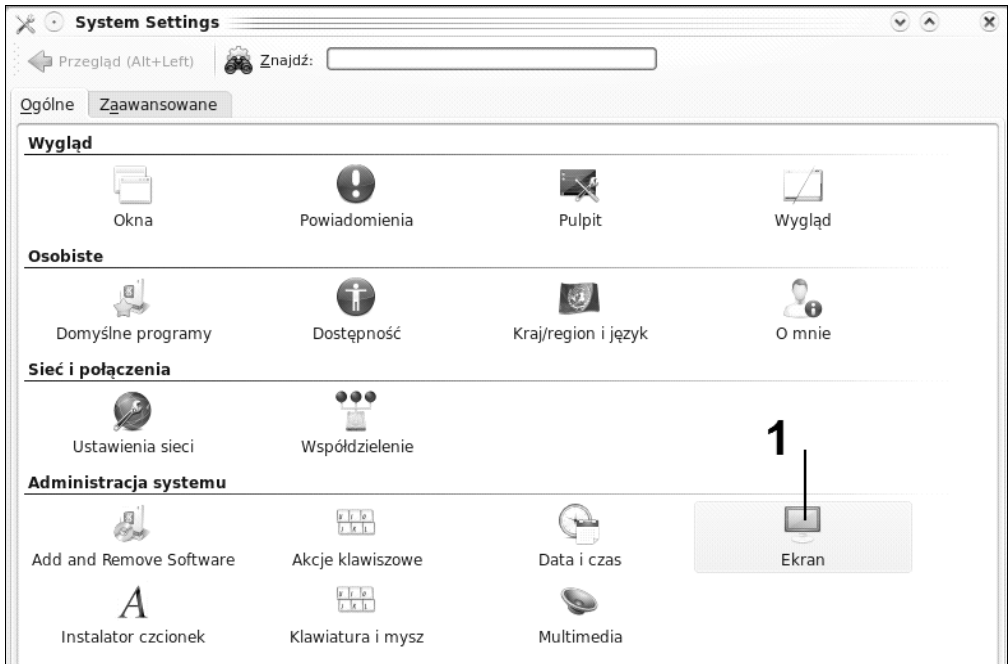 System Settings
Przegląd (Alt+Left) Znajdź:
Ogólne Zaawansowane
Wygląd
Okna Powiadomienia Pulpit Wygląd
Osobiste
Domyślne programy Dostępność Kraj/region i język O mnie
Sieć i połączenia
Ustawienia sieci Współdzielenie
1
Administracja systemu
Add and Remove Software Akcje klawiszowe Data i czas Ekran
Instalator czcionek Klawiatura i mysz Multimedia